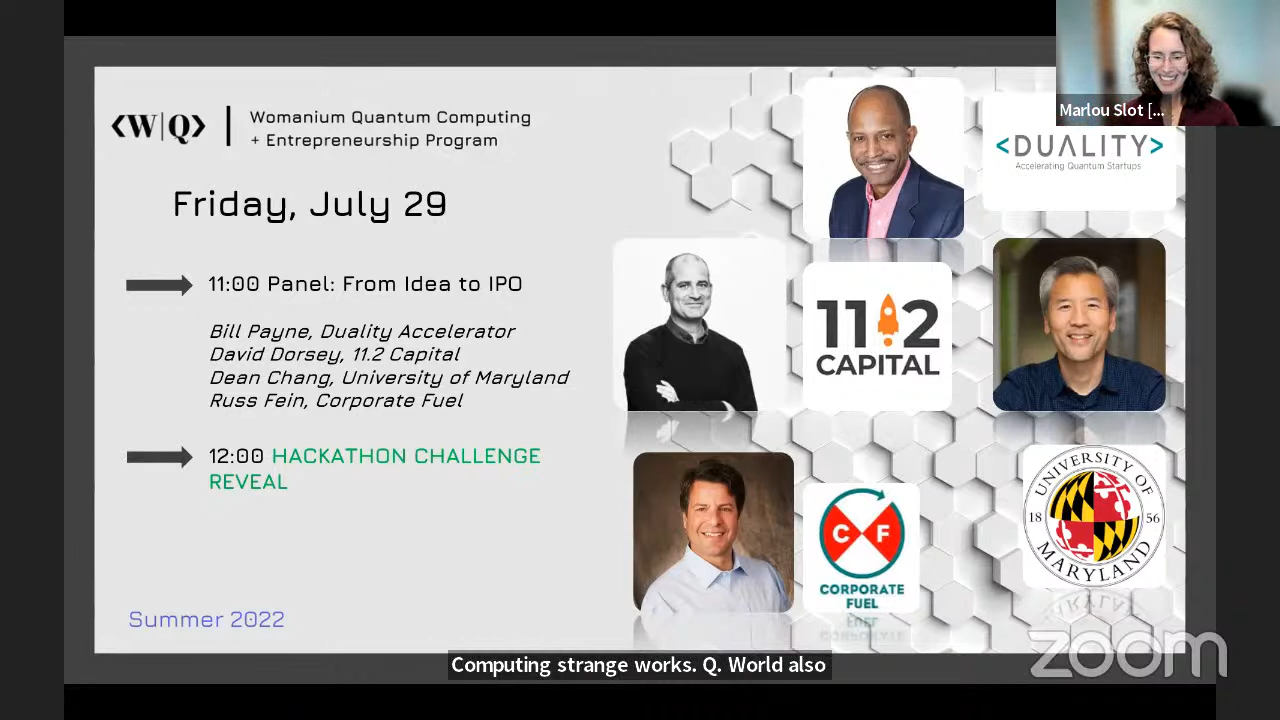 Marlou Slot [...
<W|Q>
Womanium Quantum Computing
+ Entrepreneurship Program
<DUALITY>
Accelerating Quantum Startups
Friday, July 29
11:00 Panel: From Idea to IPO
Bill Payne, Duality Accelerator
David Dorsey, 11.2 Capital
Dean Chang, University of Maryland
Russ Fein, Corporate Fuel
11 2
CAPITAL
12:00 HACKATHON CHALLENGE
REVEAL
C F
CORPORATE
FUEL
UNIVERSITY OF
18 56
MARYLAND
Summer 2022
zoom
Computing strange works. Q. World also